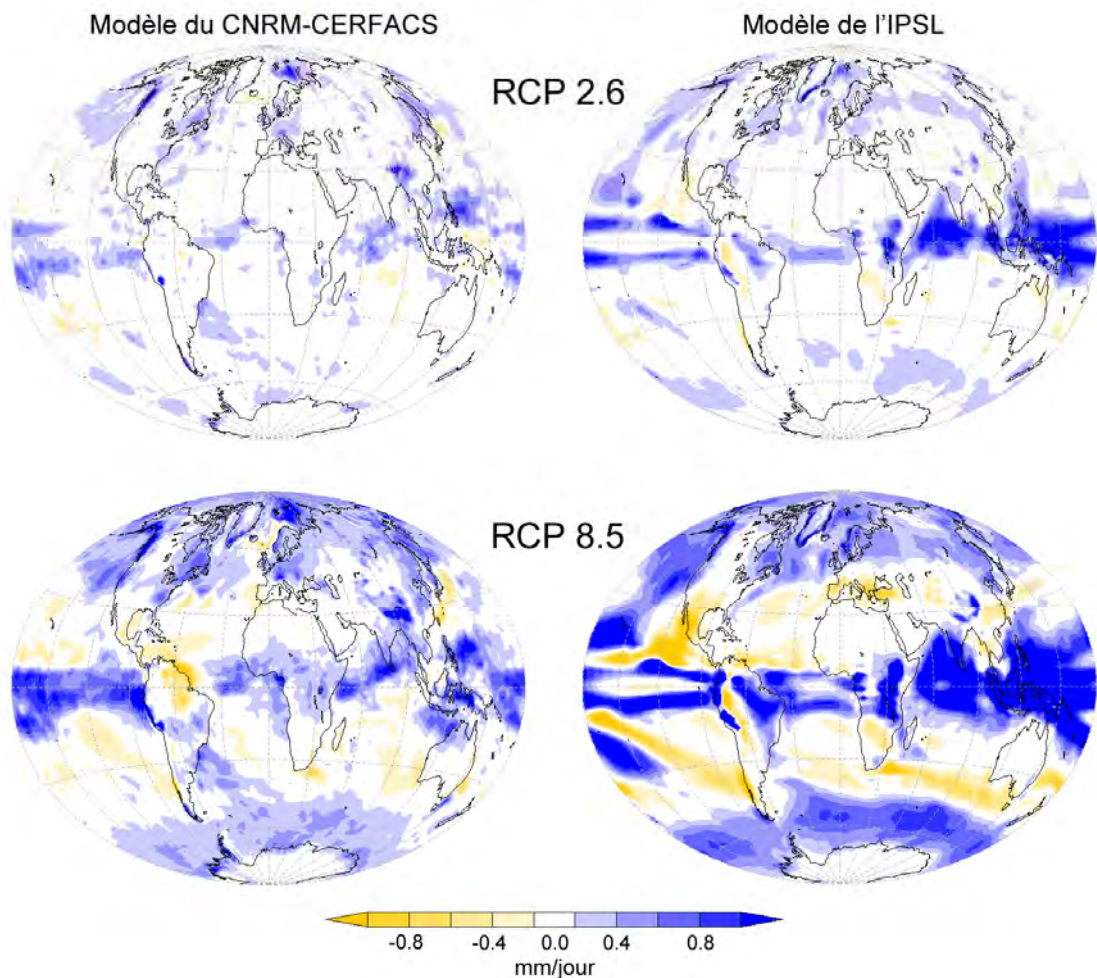 Modèle du CNRM-CERFACS
Modèle de l'IPSL
RCP 2.6
RCP 8.5
-0.8 -0.4 0.0 0.4 0.8
mm/jour